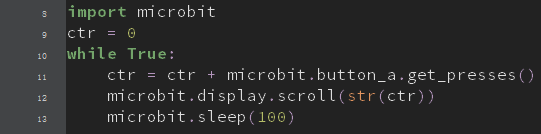 8 import microbit
9 ctr = 0
10 while True:
11     ctr = ctr + microbit.button_a.get_presses()
12     microbit.display.scroll(str(ctr))
13     microbit.sleep(100)